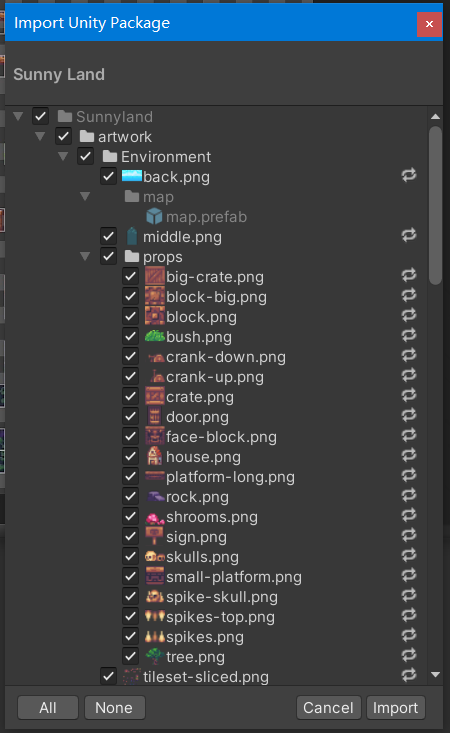 Import Unity Package
Sunny Land
Sunnyland
artwork
Environment
back.png
map
map.prefab
middle.png
props
big-crate.png
block-big.png
block.png
bush.png
crank-down.png
crank-up.png
crate.png
door.png
face-block.png
house.png
platform-long.png
rock.png
shrooms.png
sign.png
skulls.png
small-platform.png
spike-skull.png
spikes-top.png
spikes.png
tree.png
tileset-sliced.png
All None Cancel Import